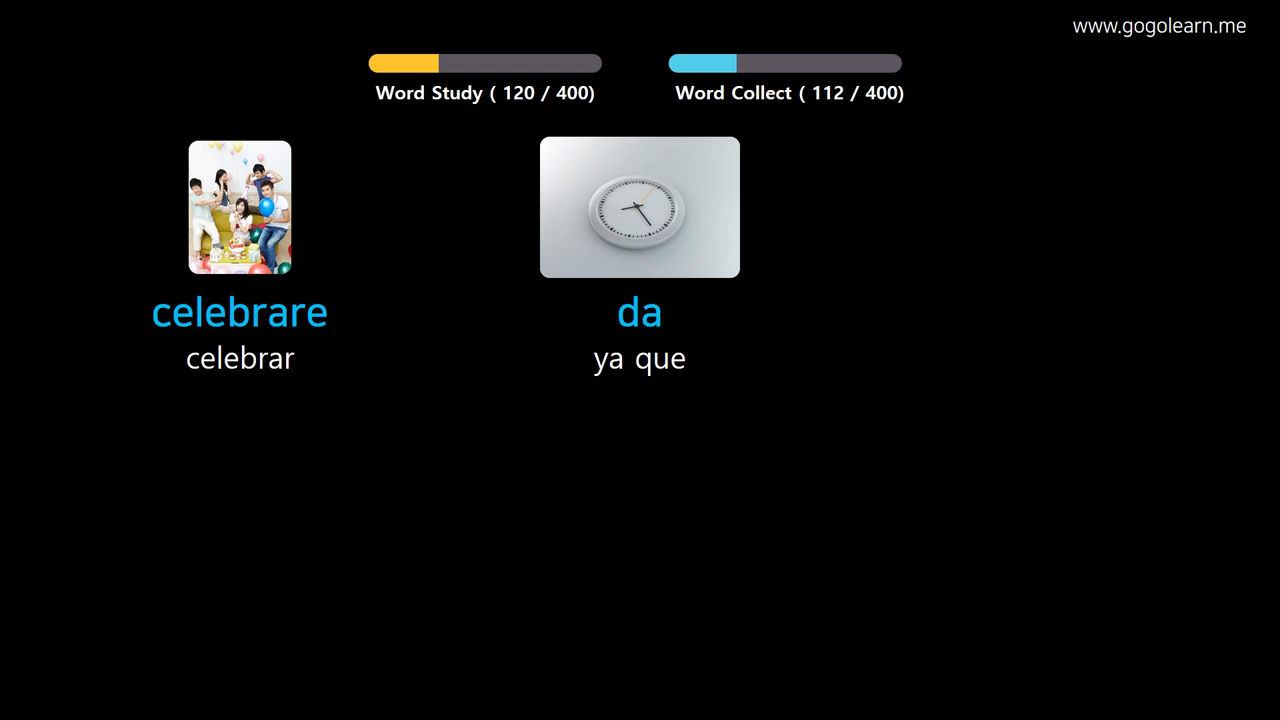 www.gogolearn.me
Word Study ( 120 / 400)
Word Collect ( 112 / 400)
celebrare
celebrar
da
ya que